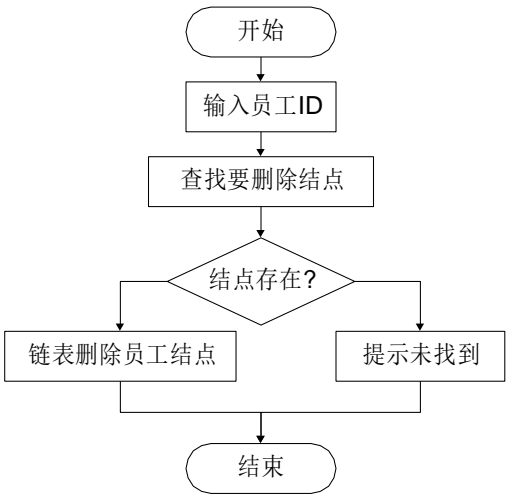 开始
输入员工ID
查找要删除结点
结点存在?
链表删除员工结点
提示未找到
结束